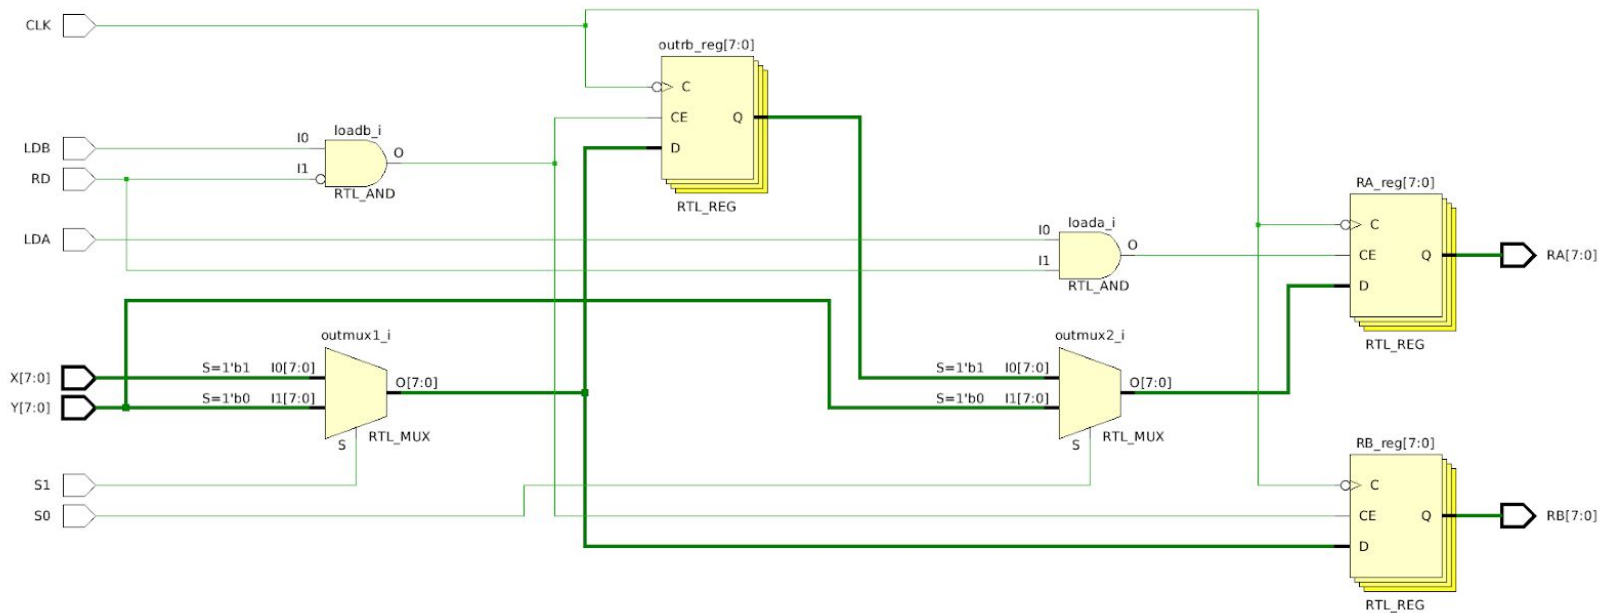 CLK
outrb_reg[7:0]
C
CE
Q
D
RTL_REG
LDB
RD
I0
I1
loadb_i
O
RTL_AND
LDA
I0
I1
loada_i
O
RTL_AND
RA_reg[7:0]
C
CE
Q
D
RTL_REG
RA[7:0]
X[7:0]
Y[7:0]
outmux1_i
S=1'b1 I0[7:0]
S=1'b0 I1[7:0]
O[7:0]
S
RTL_MUX
outmux2_i
S=1'b1 I0[7:0]
S=1'b0 I1[7:0]
O[7:0]
S
RTL_MUX
S1
S0
RB_reg[7:0]
C
CE
Q
D
RTL_REG
RB[7:0]